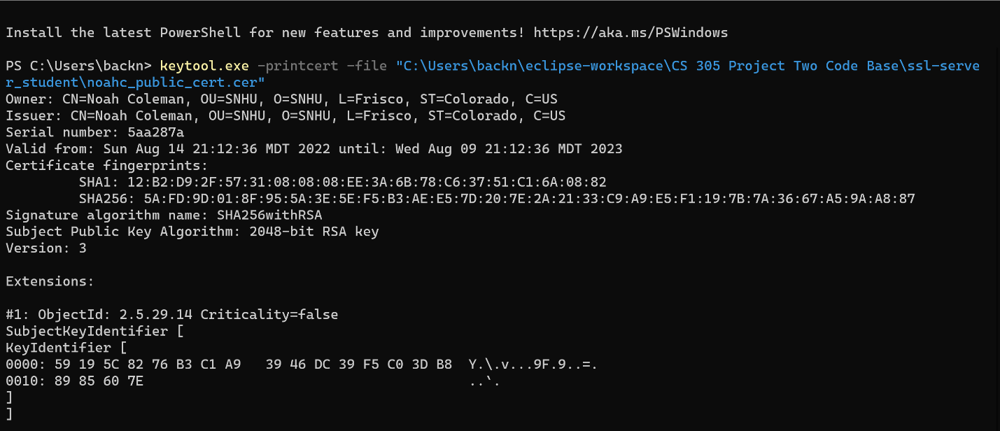 Install the latest PowerShell for new features and improvements! https://aka.ms/PSWindows
PS C:\Users\backn> keytool.exe -printcert -file "C:\Users\backn\eclipse-workspace\CS 305 Project Two Code Base\ssl-serve
r_student\noahc_public_cert.cer"
Owner: CN=Noah Coleman, OU=SNHU, O=SNHU, L=Frisco, ST=Colorado, C=US
Issuer: CN=Noah Coleman, OU=SNHU, O=SNHU, L=Frisco, ST=Colorado, C=US
Serial number: 5aa287a
Valid from: Sun Aug 14 21:12:36 MDT 2022 until: Wed Aug 09 21:12:36 MDT 2023
Certificate fingerprints:
         SHA1: 12:B2:D9:2F:57:31:08:08:08:EE:3A:6B:78:C6:37:51:C1:6A:08:82
         SHA256: 5A:FD:9D:01:8F:95:5A:3E:5E:F5:B3:AE:E5:7D:20:7E:2A:21:33:C9:A9:E5:F1:19:7B:7A:36:67:A5:9A:A8:87
Signature algorithm name: SHA256withRSA
Subject Public Key Algorithm: 2048-bit RSA key
Version: 3
Extensions:
#1: ObjectId: 2.5.29.14 Criticality=false
SubjectKeyIdentifier [
KeyIdentifier [
0000: 59 19 5C 82 76 B3 C1 A9   39 46 DC 39 F5 C0 3D B8  Y.\.v...9F.9..=.
0010: 89 85 60 7E                                        ..`.
]
]